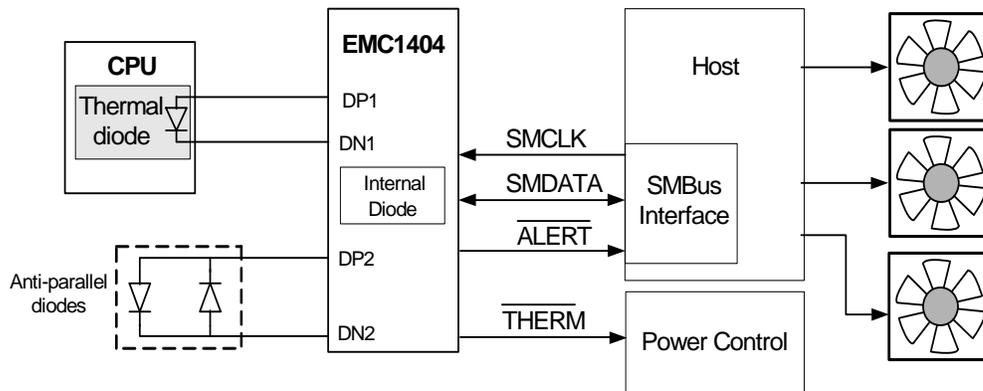 EMC1404
CPU
Thermal
diode
DP1
DN1
Internal
Diode
DP2
DN2
Anti-parallel
diodes
SMCLK
SMDATA
ALERT
THERM
Host
SMBus
Interface
Power Control